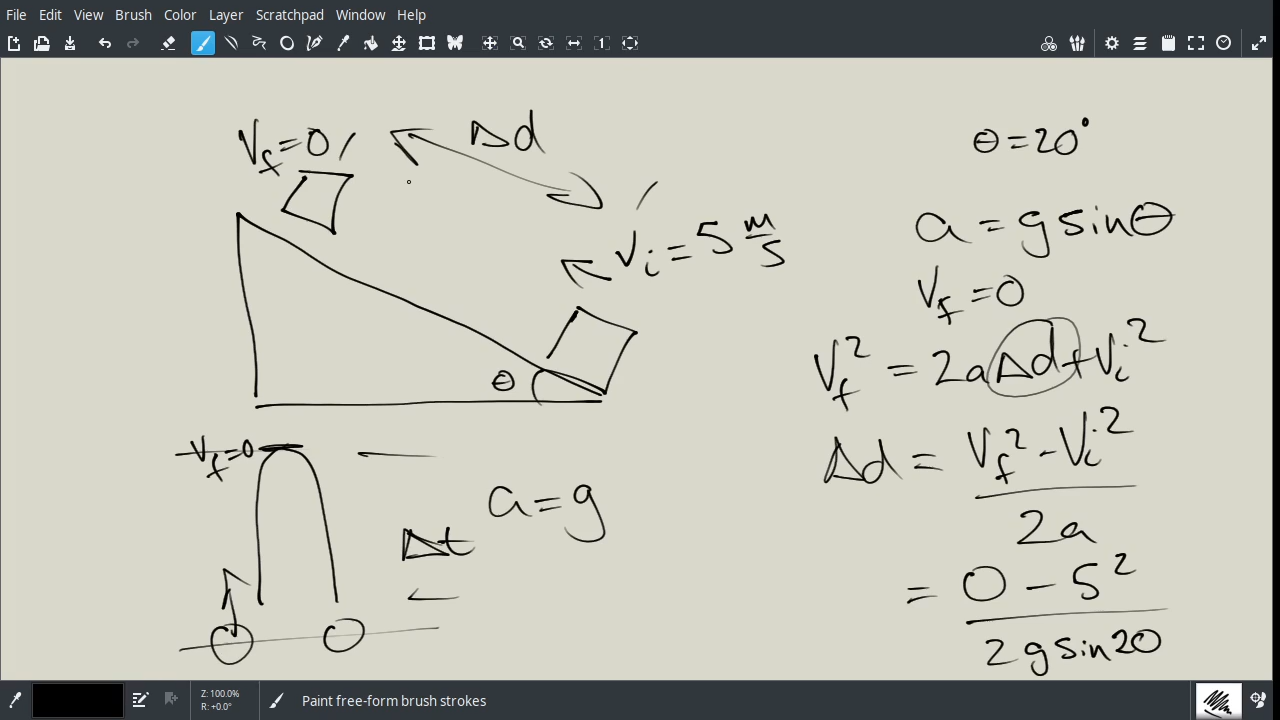 File Edit View Brush Color Layer Scratchpad Window Help
1
Vf=0 Δd
Vi=5 m/s
θ
Vf=0
a=g
Δt
θ=20°
a=gsinθ
Vf=0
Vf²=2aΔd+Vi²
Δd=Vf²-Vi²
2a
=0-5²
2gsin20
Z: 100.0%
R: +0.0°
Paint free-form brush strokes